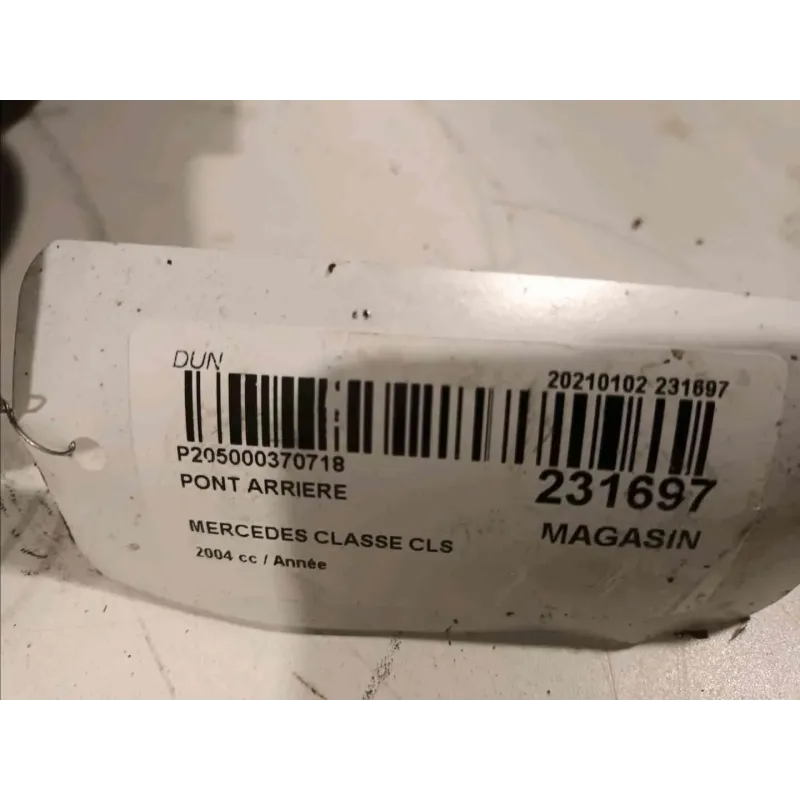 DUN
20210102 231697
P205000370718
231697
PONT ARRIERE
MAGASIN
MERCEDES CLASSE CLS
2004 cc / Année